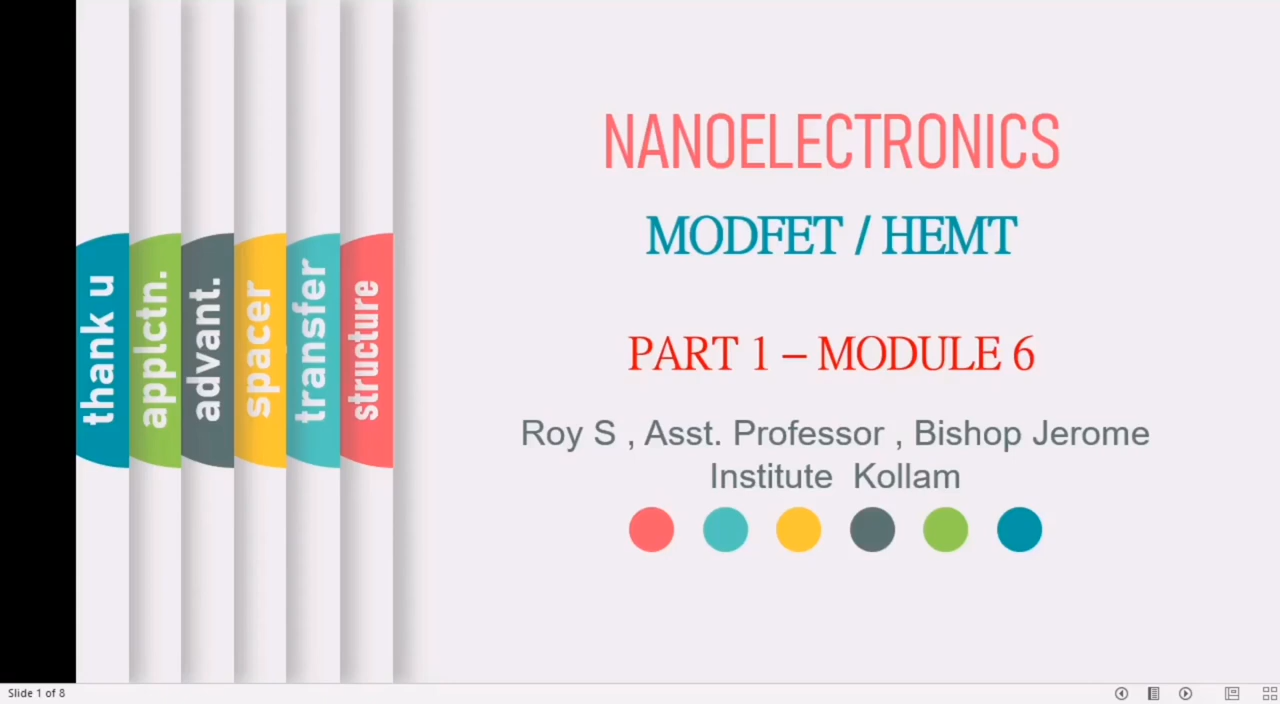 NANOELECTRONICS
MODFET / HEMT
PART 1 – MODULE 6
Roy S , Asst. Professor , Bishop Jerome
Institute Kollam
thank u
applctn.
advant.
spacer
transfer
structure
Slide 1 of 8